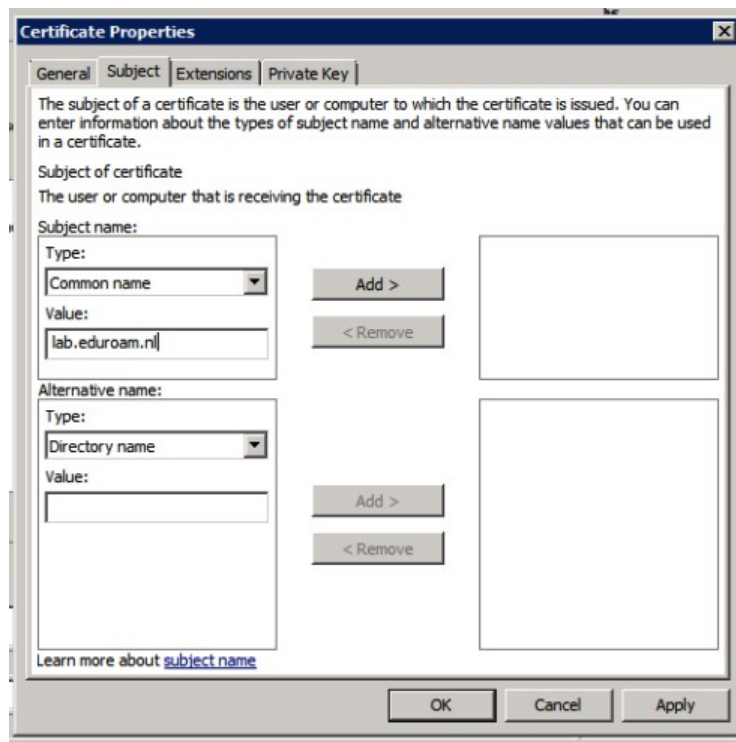 Certificate Properties
General Subject Extensions Private Key
The subject of a certificate is the user or computer to which the certificate is issued. You can
enter information about the types of subject name and alternative name values that can be used
in a certificate.
Subject of certificate
The user or computer that is receiving the certificate
Subject name:
Type:
Common name
Add >
Value:
< Remove
lab.eduroam.nl
Alternative name:
Type:
Directory name
Value:
Add >
< Remove
Learn more about subject name
OK Cancel Apply